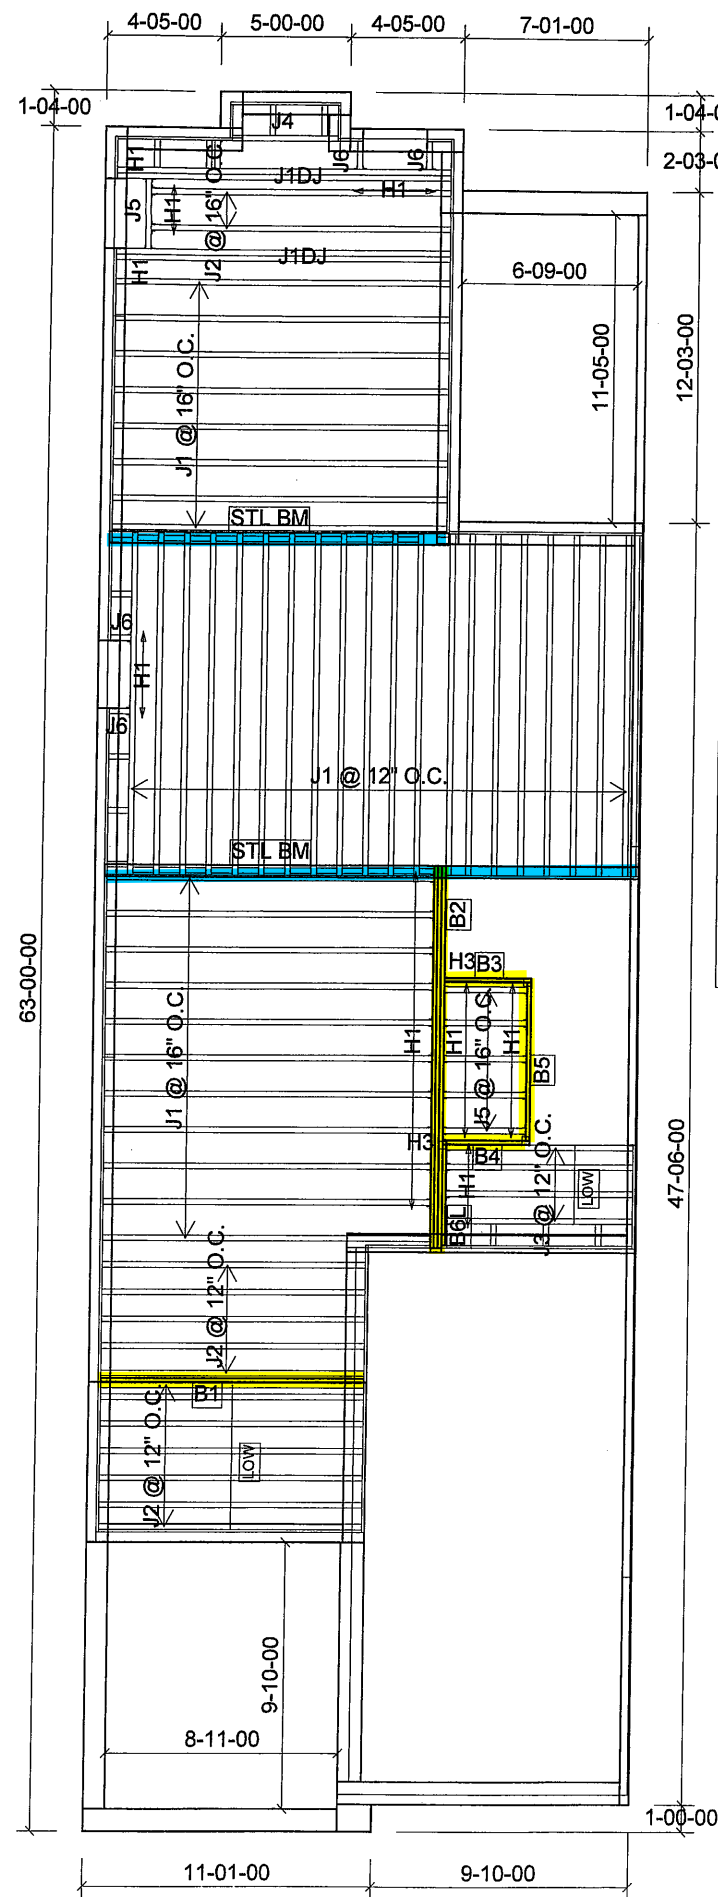 4-05-00
5-00-00
4-05-00
7-01-00
1-04-00
J4
2-03-0
H1
J2 @ 16" O.C.
J6
J6
J1DJ
H1
J5
H1
J1DJ
H1
6-09-00
11-05-00
12-03-00
J1 @ 16" O.C.
STL BM
J6
H1
J6
J1 @ 12" O.C.
STL BM
B2
63-00-00
H3
B3
J1 @ 16" O.C.
H1
H1
J5 @ 16" O.C.
H1
B5
H3
B4
47-06-00
H1
J3 @ 12" O.C.
LOW
B6L
J2 @ 12" O.C.
B1
J2 @ 12" O.C.
LOW
9-10-00
8-11-00
1-00-00
11-01-00
9-10-00